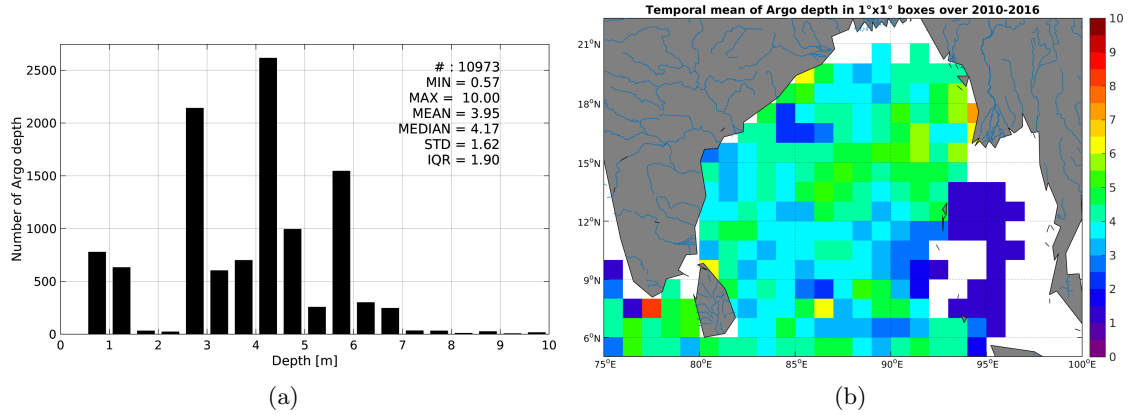 Number of Argo depth
2500
2000
1500
1000
500
0
# : 10973
MIN = 0.57
MAX = 10.00
MEAN = 3.95
MEDIAN = 4.17
STD = 1.62
IQR = 1.90
0 1 2 3 4 5 6 7 8 9 10
Depth [m]
(a)
Temporal mean of Argo depth in 1°x1° boxes over 2010-2016
21°N
18°N
15°N
12°N
9°N
6°N
75°E 80°E 85°E 90°E 95°E 100°E
10
9
8
7
6
5
4
3
2
1
0
(b)